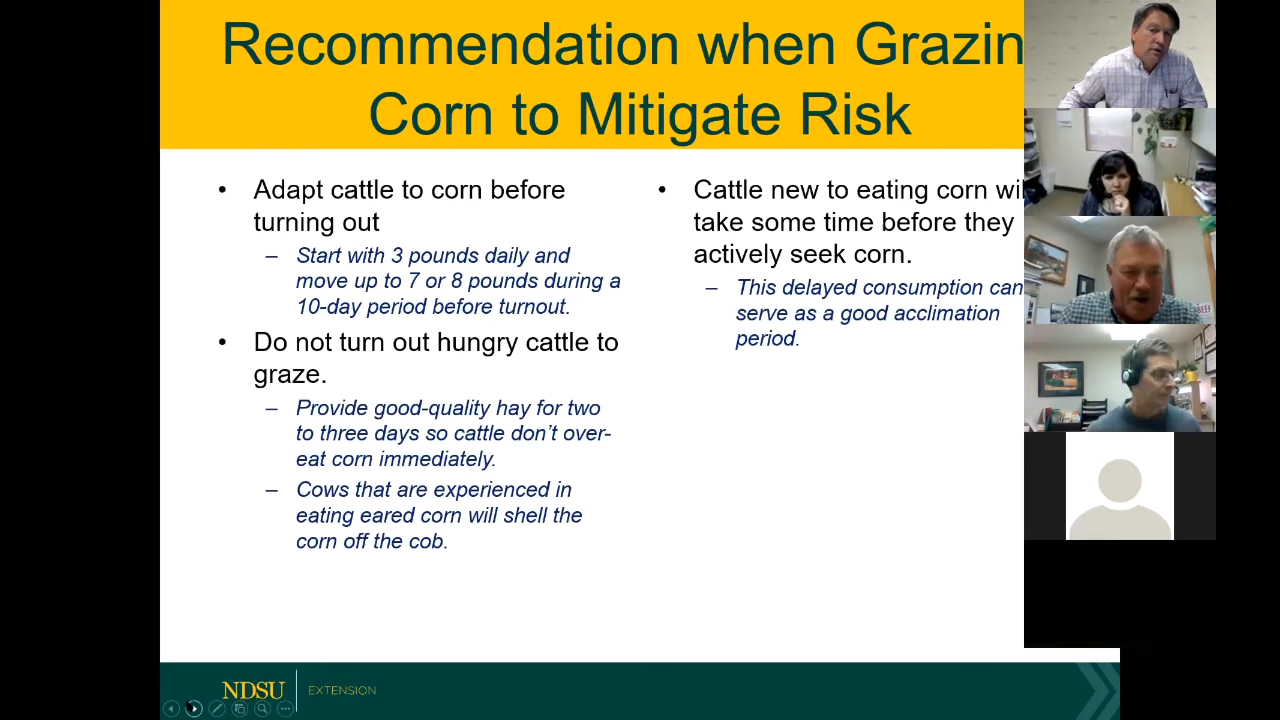 Recommendation when Grazin
Corn to Mitigate Risk
• Adapt cattle to corn before
turning out
– Start with 3 pounds daily and
move up to 7 or 8 pounds during a
10-day period before turnout.
• Do not turn out hungry cattle to
graze.
– Provide good-quality hay for two
to three days so cattle don’t over-
eat corn immediately.
– Cows that are experienced in
eating eared corn will shell the
corn off the cob.
• Cattle new to eating corn wil
take some time before they
actively seek corn.
– This delayed consumption can
serve as a good acclimation
period.
BEEF
NDSU EXTENSION